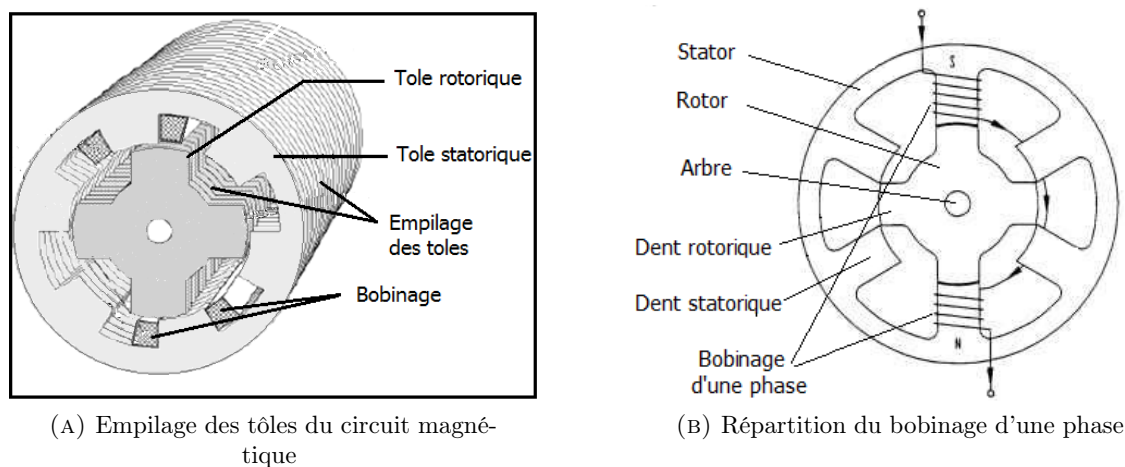 Tole rotorique
Tole statorique
Empilage
des toles
Bobinage
(A) Empilage des tôles du circuit magné-
tique
Stator
Rotor
Arbre
Dent rotorique
Dent statorique
Bobinage
d'une phase
S
N
(B) Répartition du bobinage d'une phase